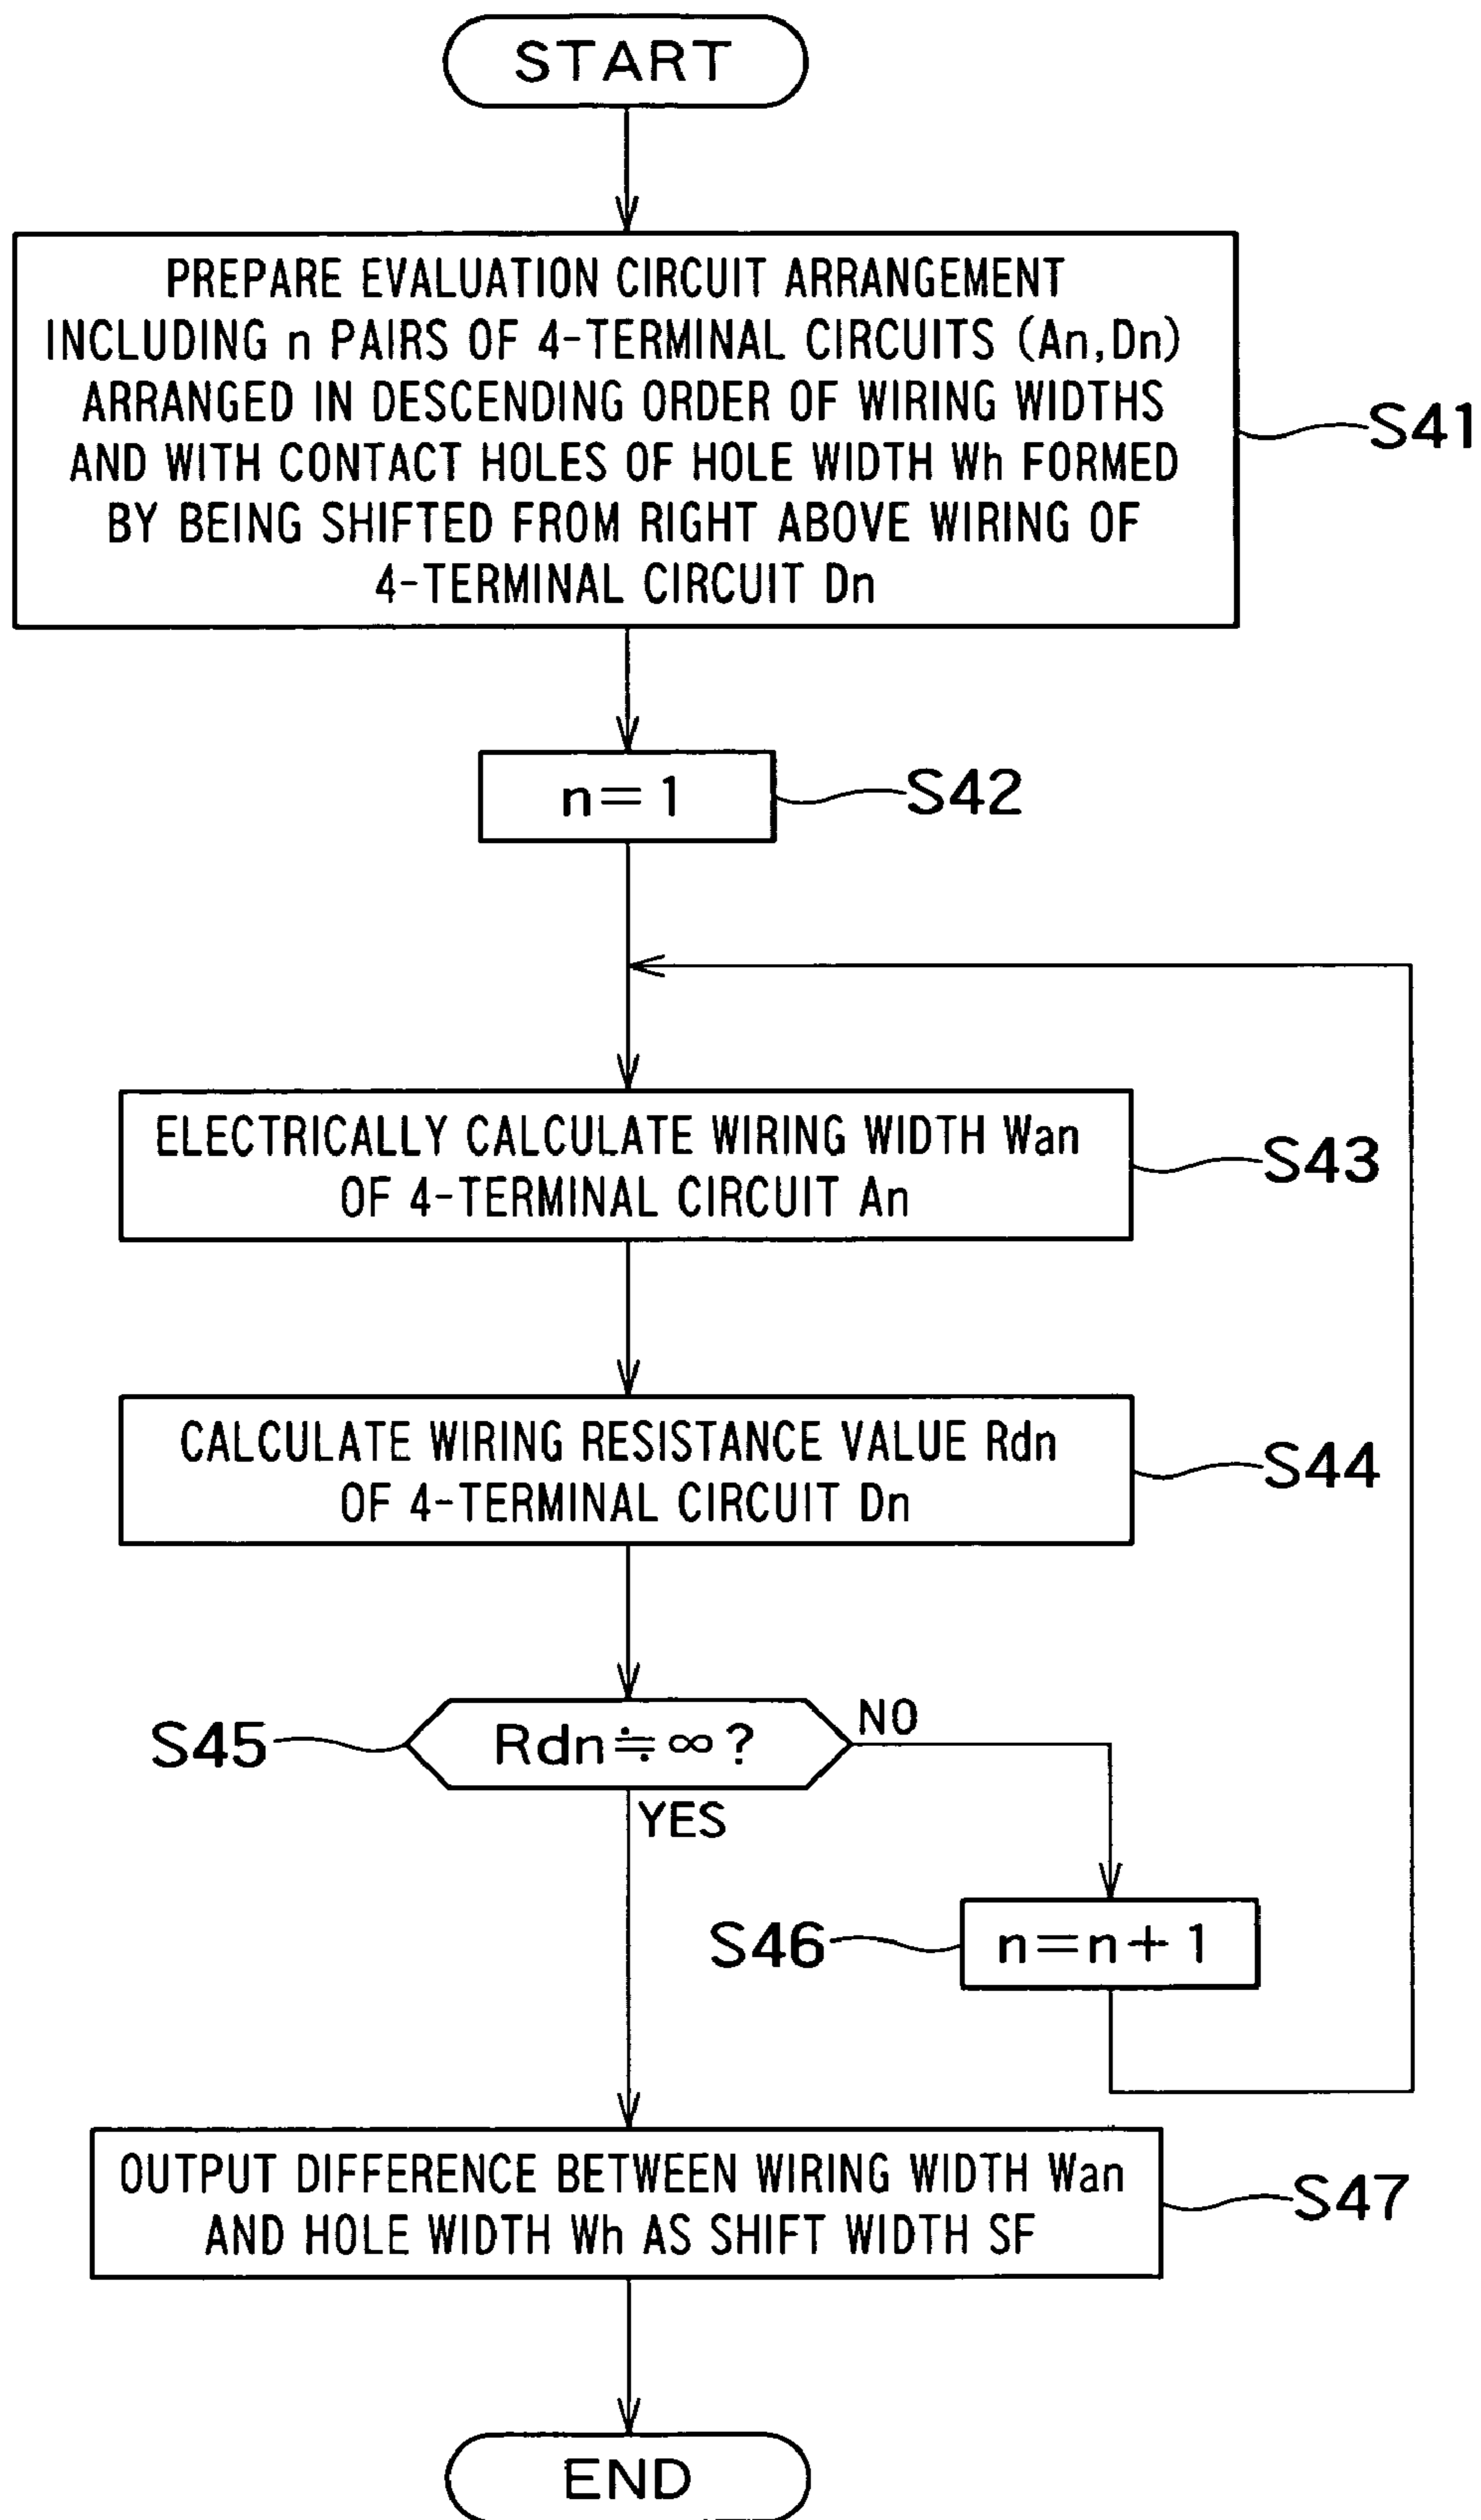 START
PREPARE EVALUATION CIRCUIT ARRANGEMENT
INCLUDING n PAIRS OF 4-TERMINAL CIRCUITS (An,Dn)
ARRANGED IN DESCENDING ORDER OF WIRING WIDTHS
AND WITH CONTACT HOLES OF HOLE WIDTH Wh FORMED
BY BEING SHIFTED FROM RIGHT ABOVE WIRING OF
4-TERMINAL CIRCUIT Dn
S41
n=1
S42
ELECTRICALLY CALCULATE WIRING WIDTH Wan
OF 4-TERMINAL CIRCUIT An
S43
CALCULATE WIRING RESISTANCE VALUE Rdn
OF 4-TERMINAL CIRCUIT Dn
S44
S45
Rdn≒∞?
NO
YES
S46
n=n+1
OUTPUT DIFFERENCE BETWEEN WIRING WIDTH Wan
AND HOLE WIDTH Wh AS SHIFT WIDTH SF
S47
END